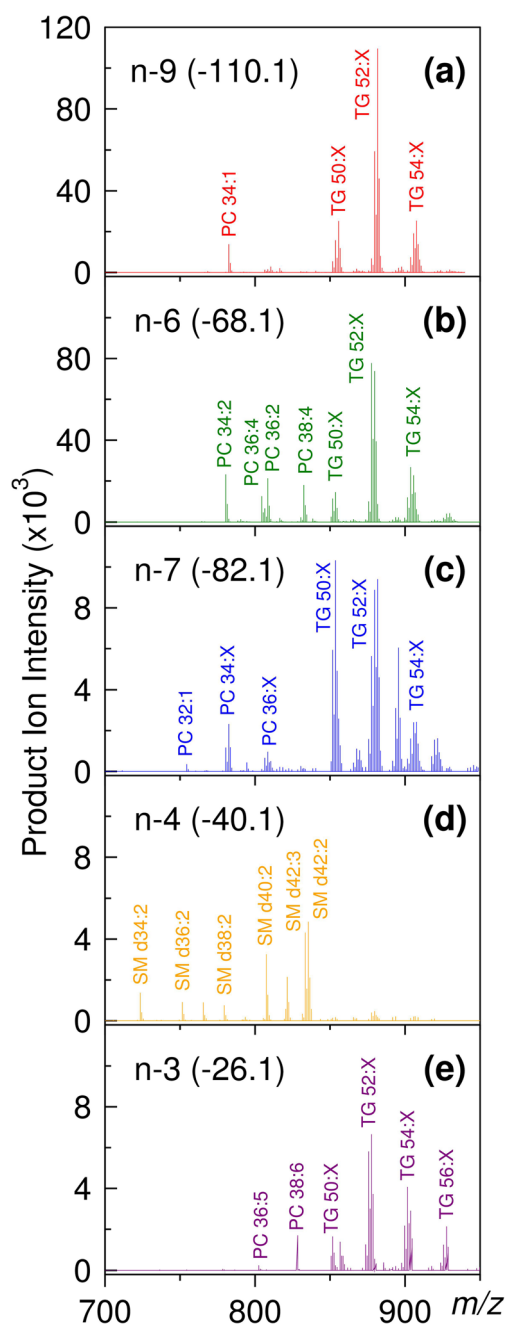 120
n-9 (-110.1)
(a)
TG 52:X
80
PC 34:1
TG 50:X
TG 54:X
40
0
n-6 (-68.1)
(b)
TG 52:X
80
PC 34:2
PC 36:4
PC 36:2
PC 38:4
TG 50:X
TG 54:X
40
0
n-7 (-82.1)
(c)
TG 50:X
TG 52:X
8
PC 32:1
PC 34:X
PC 36:X
TG 54:X
4
0
n-4 (-40.1)
(d)
8
SM d34:2
SM d36:2
SM d38:2
SM d40:2
SM d42:3
SM d42:2
4
0
n-3 (-26.1)
(e)
TG 52:X
8
PC 36:5
PC 38:6
TG 50:X
TG 54:X
TG 56:X
4
0
Product Ion Intensity (x10³)
700 800 900 m/z